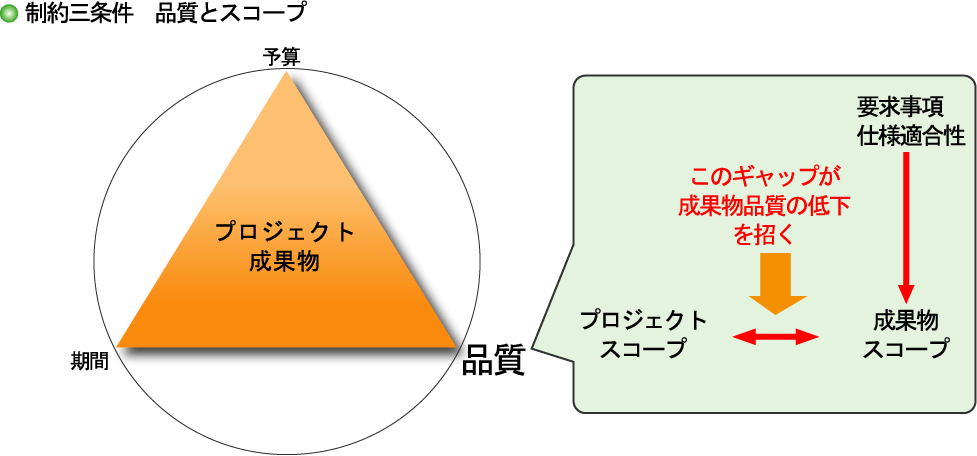 制約三条件　品質とスコープ
予算
プロジェクト
成果物
期間
品質
要求事項
仕様適合性
このギャップが
成果物品質の低下
を招く
プロジェクト
スコープ
成果物
スコープ